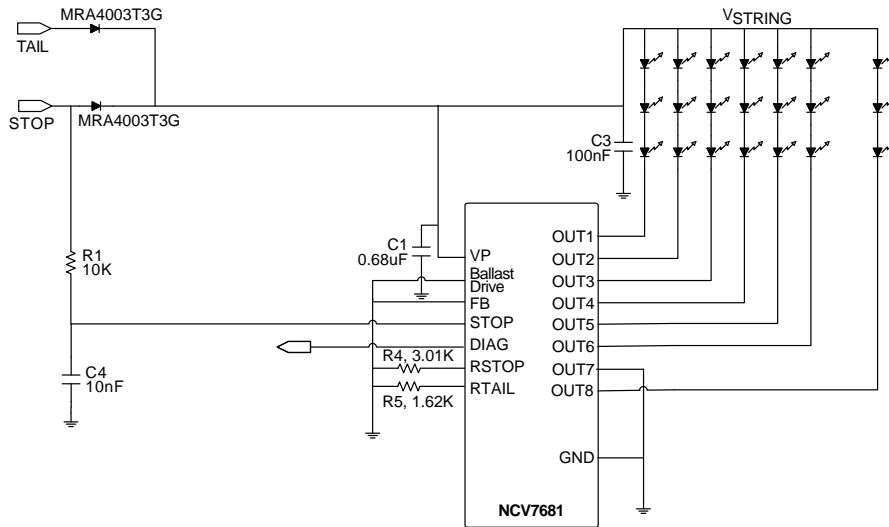 MRA4003T3G
TAIL
V STRING
STOP
MRA4003T3G
C3
100nF
R1
10K
C1
0.68uF
C4
10nF
R4, 3.01K
R5, 1.62K
VP
Ballast
Drive
FB
STOP
DIAG
RSTOP
RTAIL
OUT1
OUT2
OUT3
OUT4
OUT5
OUT6
OUT7
OUT8
GND
NCV7681